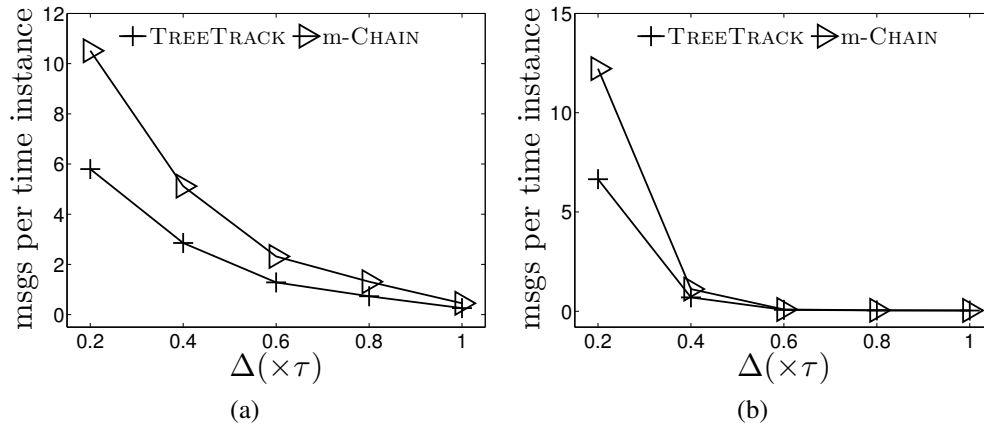 12
10
8
6
4
2
0
msgs per time instance
TREETRACK m-CHAIN
0.2 0.4 0.6 0.8 1
Δ(×τ)
(a)
15
10
5
0
msgs per time instance
TREETRACK m-CHAIN
0.2 0.4 0.6 0.8 1
Δ(×τ)
(b)